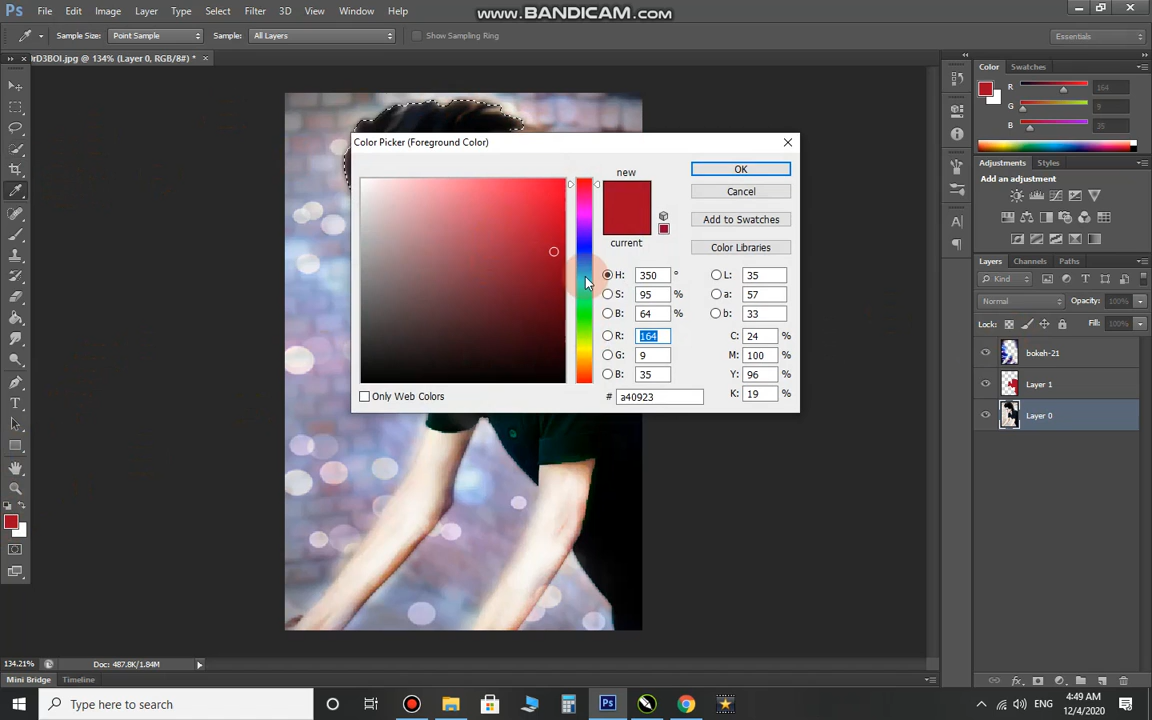 Ps File Edit Image Layer Type Select Filter 3D View Window Help
www.BANDICAM.com
Sample Size: Point Sample Sample: All Layers Show Sampling Ring Essentials
rD3BOI.jpg @ 134% (Layer 0, RGB/8#) * ×
Color Picker (Foreground Color)
new
current
OK
Cancel
Add to Swatches
Color Libraries
H: 350 °
S: 95 %
B: 64 %
R: 164
G: 9
B: 35
L: 35
a: 57
b: 33
C: 24 %
M: 100 %
Y: 96 %
K: 19 %
# a40923
Only Web Colors
Color Swatches
R 164
G 9
B 35
Adjustments Styles
Add an adjustment
Layers Channels Paths
Kind
Normal Opacity: 100%
Lock: Fill: 100%
bokeh-21
Layer 1
Layer 0
134.21% Doc: 487.8K/1.84M
Mini Bridge Timeline
Type here to search
Ps
ENG
4:49 AM
12/4/2020